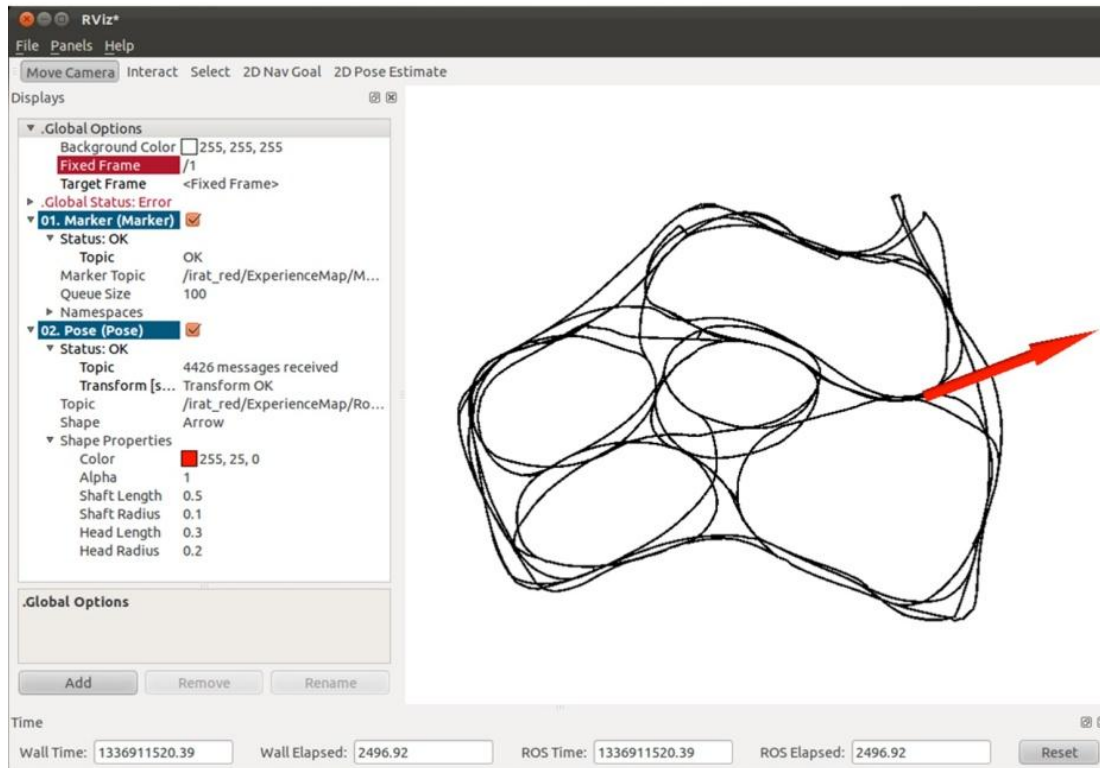 RViz*
File Panels Help
Move Camera Interact Select 2D Nav Goal 2D Pose Estimate
Displays
.Global Options
Background Color 255, 255, 255
Fixed Frame /1
Target Frame <Fixed Frame>
.Global Status: Error
01. Marker (Marker)
Status: OK
Topic OK
Marker Topic /irat_red/ExperienceMap/M...
Queue Size 100
Namespaces
02. Pose (Pose)
Status: OK
Topic 4426 messages received
Transform [s... Transform OK
Topic /irat_red/ExperienceMap/Ro...
Shape Arrow
Shape Properties
Color 255, 25, 0
Alpha 1
Shaft Length 0.5
Shaft Radius 0.1
Head Length 0.3
Head Radius 0.2
.Global Options
Add Remove Rename
Time
Wall Time: 1336911520.39 Wall Elapsed: 2496.92 ROS Time: 1336911520.39 ROS Elapsed: 2496.92 Reset